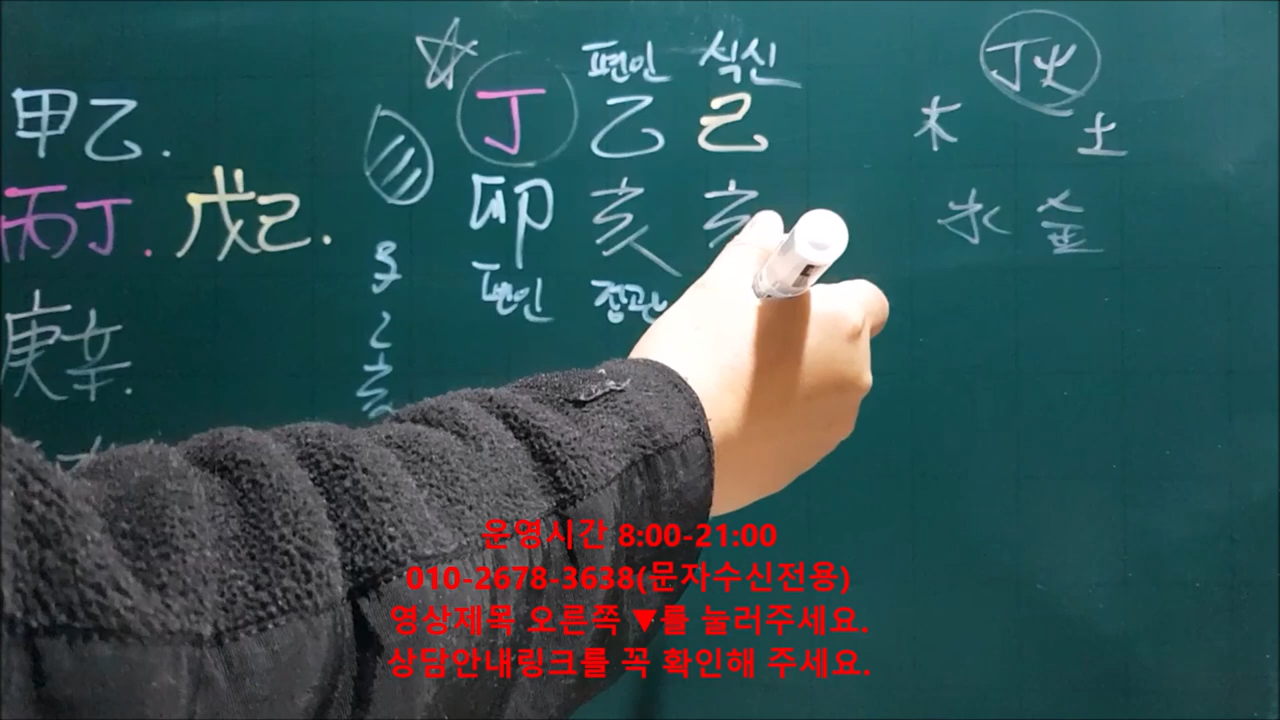 甲乙.
丙丁. 戊己.
庚辛.
편인 식신
丁 乙 己
卯 亥 亥
편인 정관
丁火
木 土
水 金
운영시간 8:00-21:00
010-2678-3638(문자수신전용)
영상제목 오른쪽 ▼를 눌러주세요.
상담안내링크를 꼭 확인해 주세요.